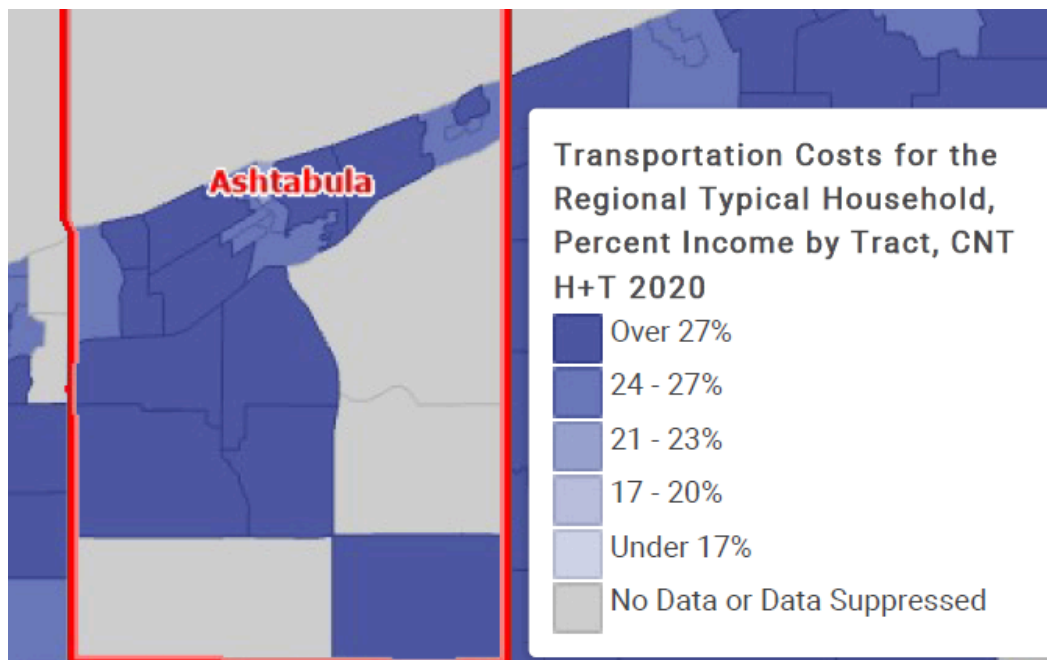 Ashtabula
Transportation Costs for the
Regional Typical Household,
Percent Income by Tract, CNT
H+T 2020
Over 27%
24 - 27%
21 - 23%
17 - 20%
Under 17%
No Data or Data Suppressed